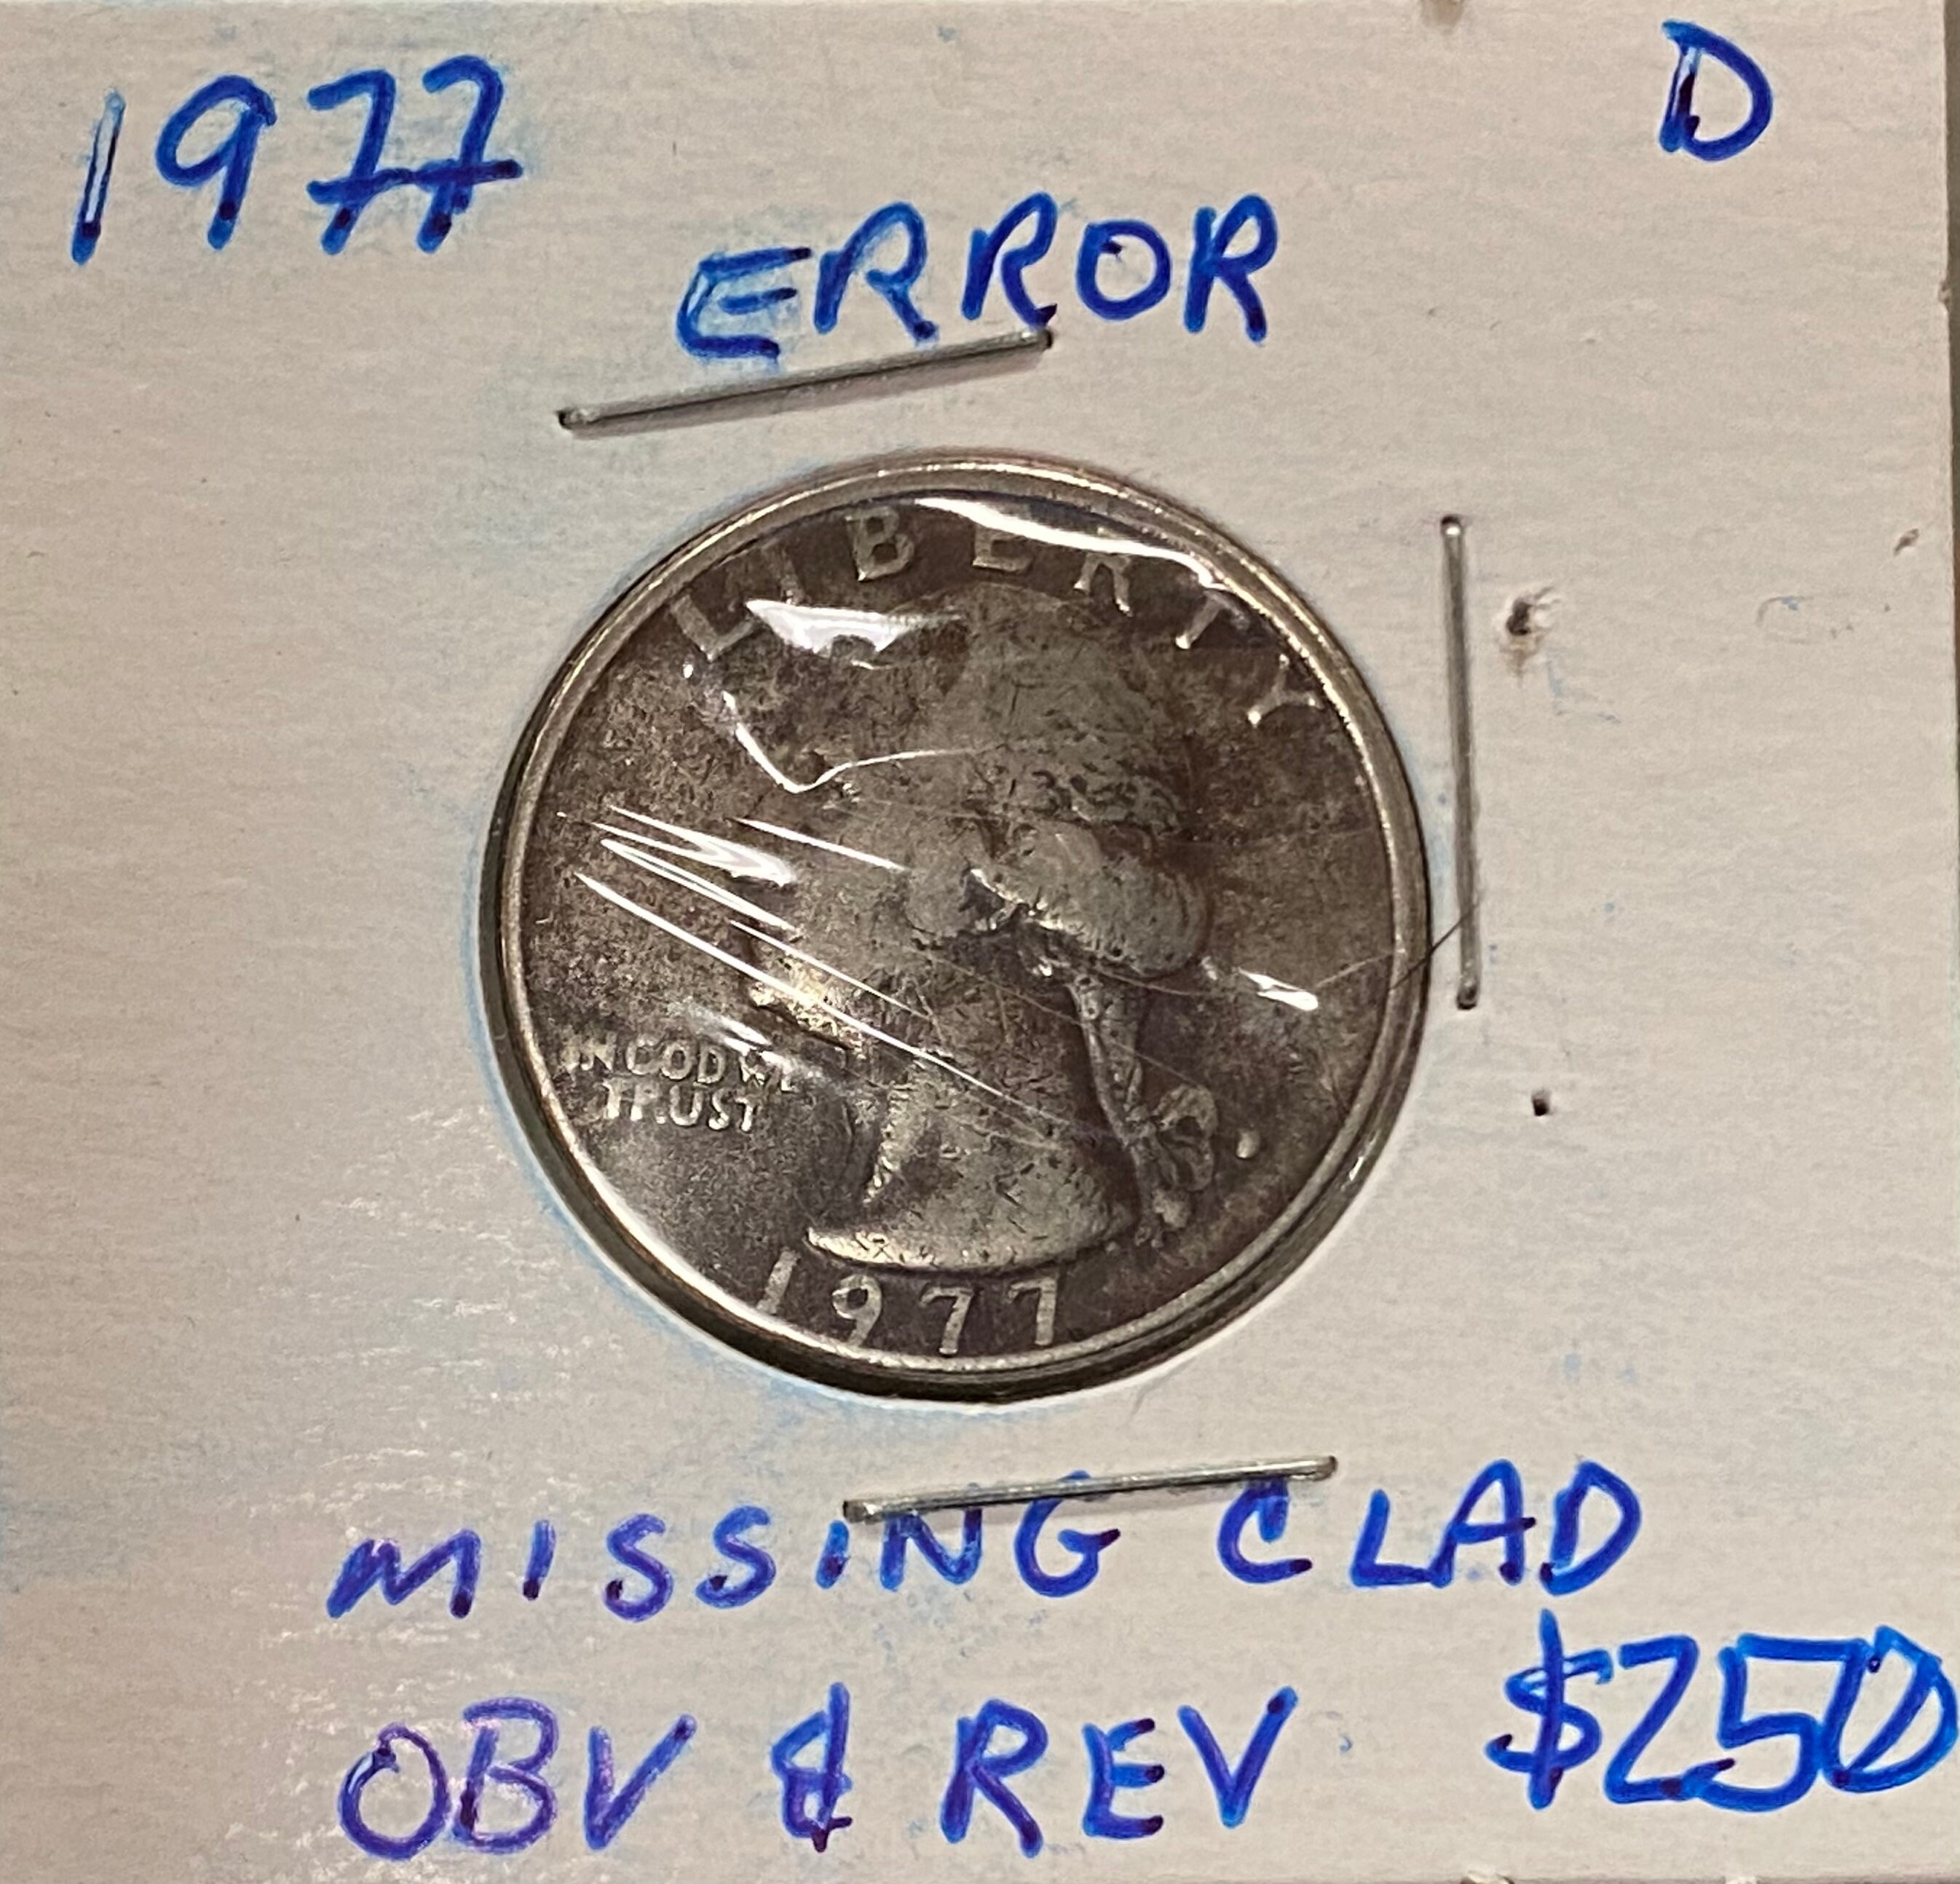 1977 D
ERROR
LIBERTY
IN GOD WE
TRUST
1977
MISSING CLAD
OBV & REV $250